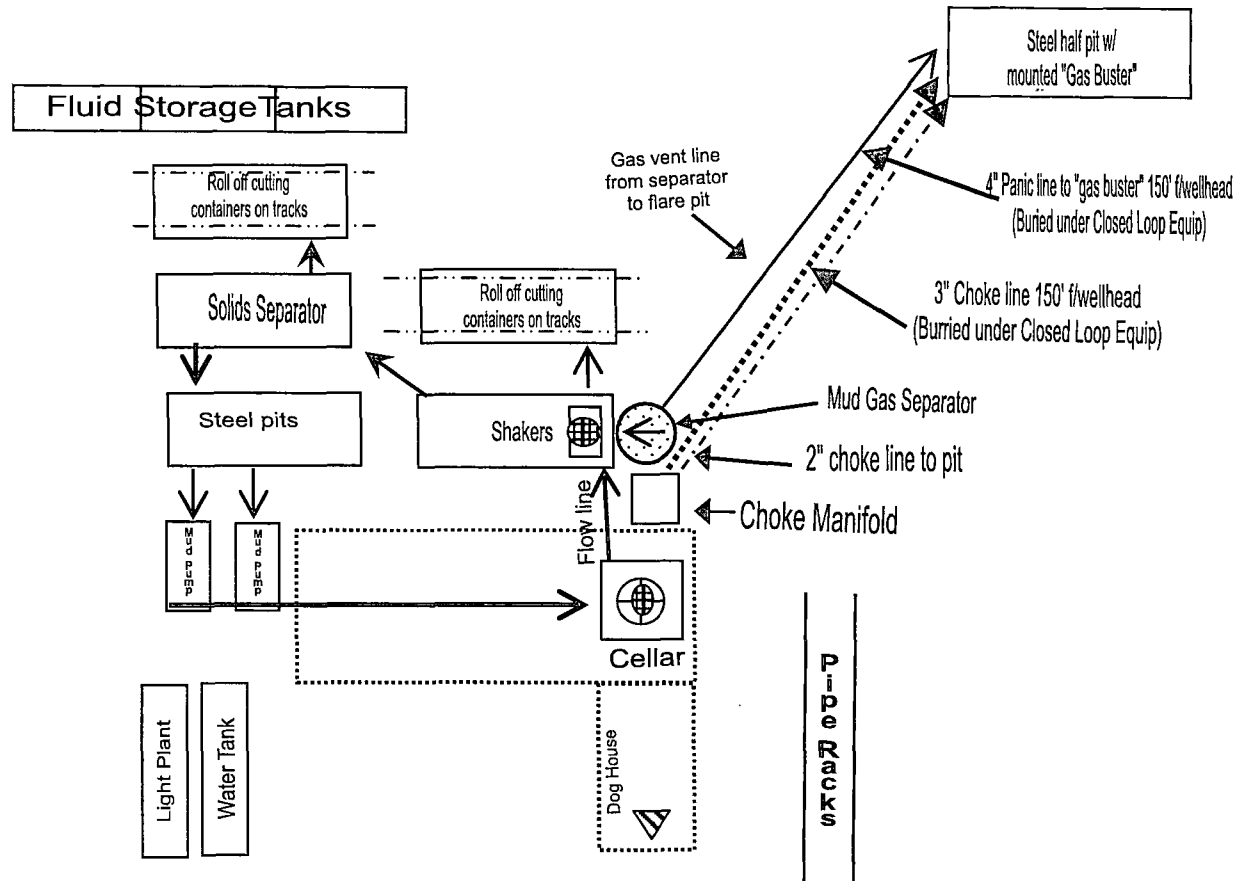 Steel half pit w/
mounted "Gas Buster"
Fluid StorageTanks
Roll off cutting
containers on tracks
Gas vent line
from separator
to flare pit
4" Panic line to "gas buster" 150' f/wellhead
(Buried under Closed Loop Equip)
Solids Separator
Roll off cutting
containers on tracks
3" Choke line 150' f/wellhead
(Burried under Closed Loop Equip)
Steel pits
Shakers
Mud Gas Separator
2" choke line to pit
Flow line
Choke Manifold
Mud pump
Mud pump
Cellar
Light Plant
Water Tank
Dog House
Pipe Racks